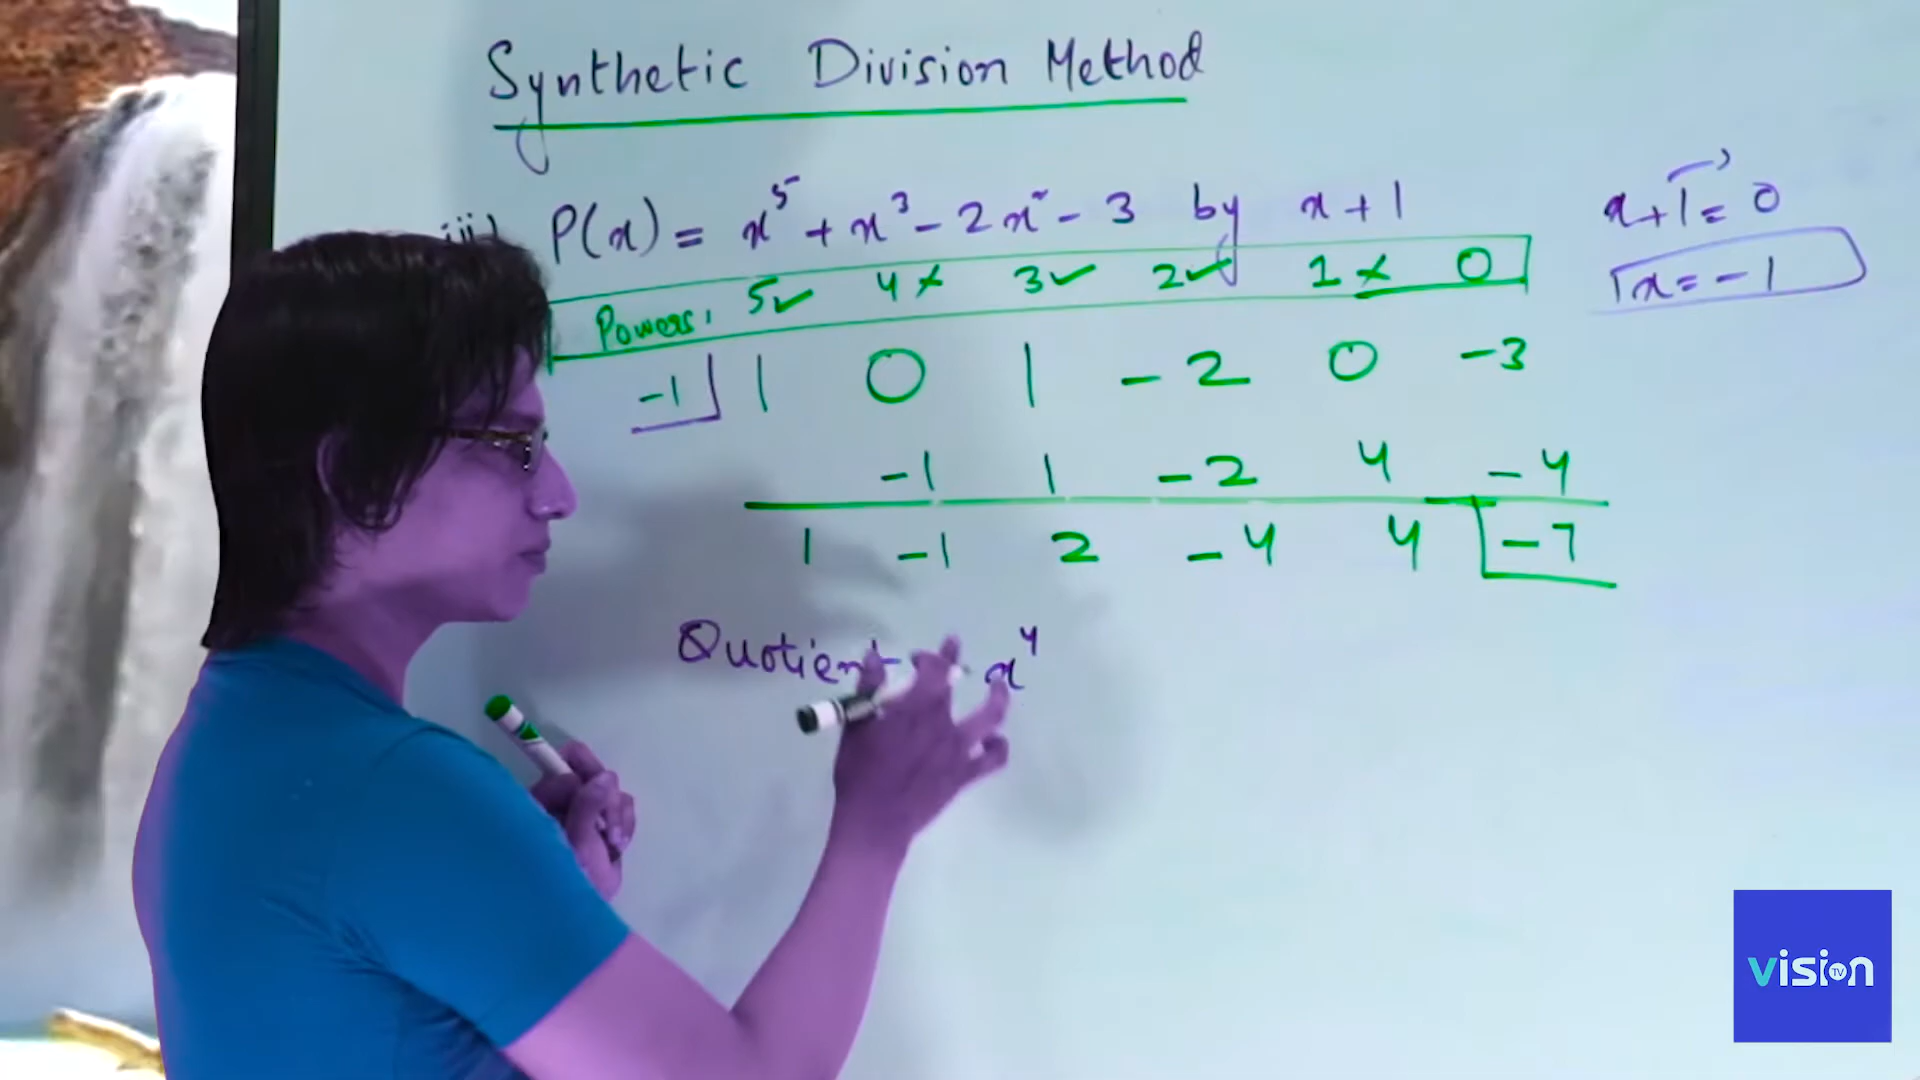 Synthetic Division Method
iii) P(x) = x⁵ + x³ - 2x² - 3 by x + 1
x + 1 = 0
x = -1
Powers: 5✓ 4× 3✓ 2✓ 1× 0
-1 1 0 1 -2 0 -3
-1 1 -2 4 -4
1 -1 2 -4 4 -7
Quotient x⁴
vision TV